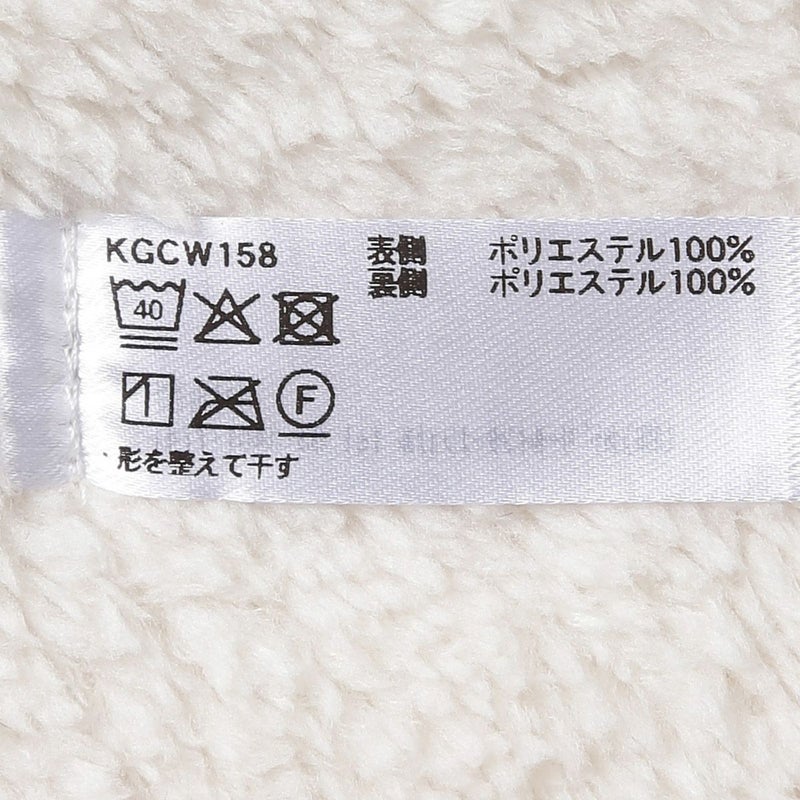 KGCW158
表側 ポリエステル100%
裏側 ポリエステル100%
40
F
・形を整えて干す